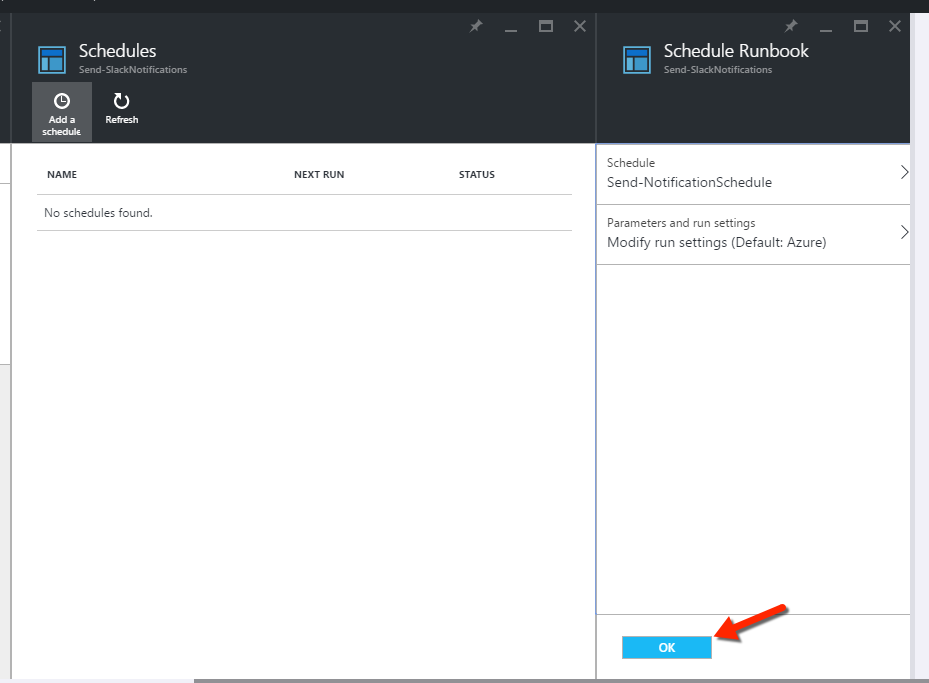 Schedules
Send-SlackNotifications
Add a
schedule
Refresh
NAME NEXT RUN STATUS
No schedules found.
Schedule Runbook
Send-SlackNotifications
Schedule
Send-NotificationSchedule
Parameters and run settings
Modify run settings (Default: Azure)
OK